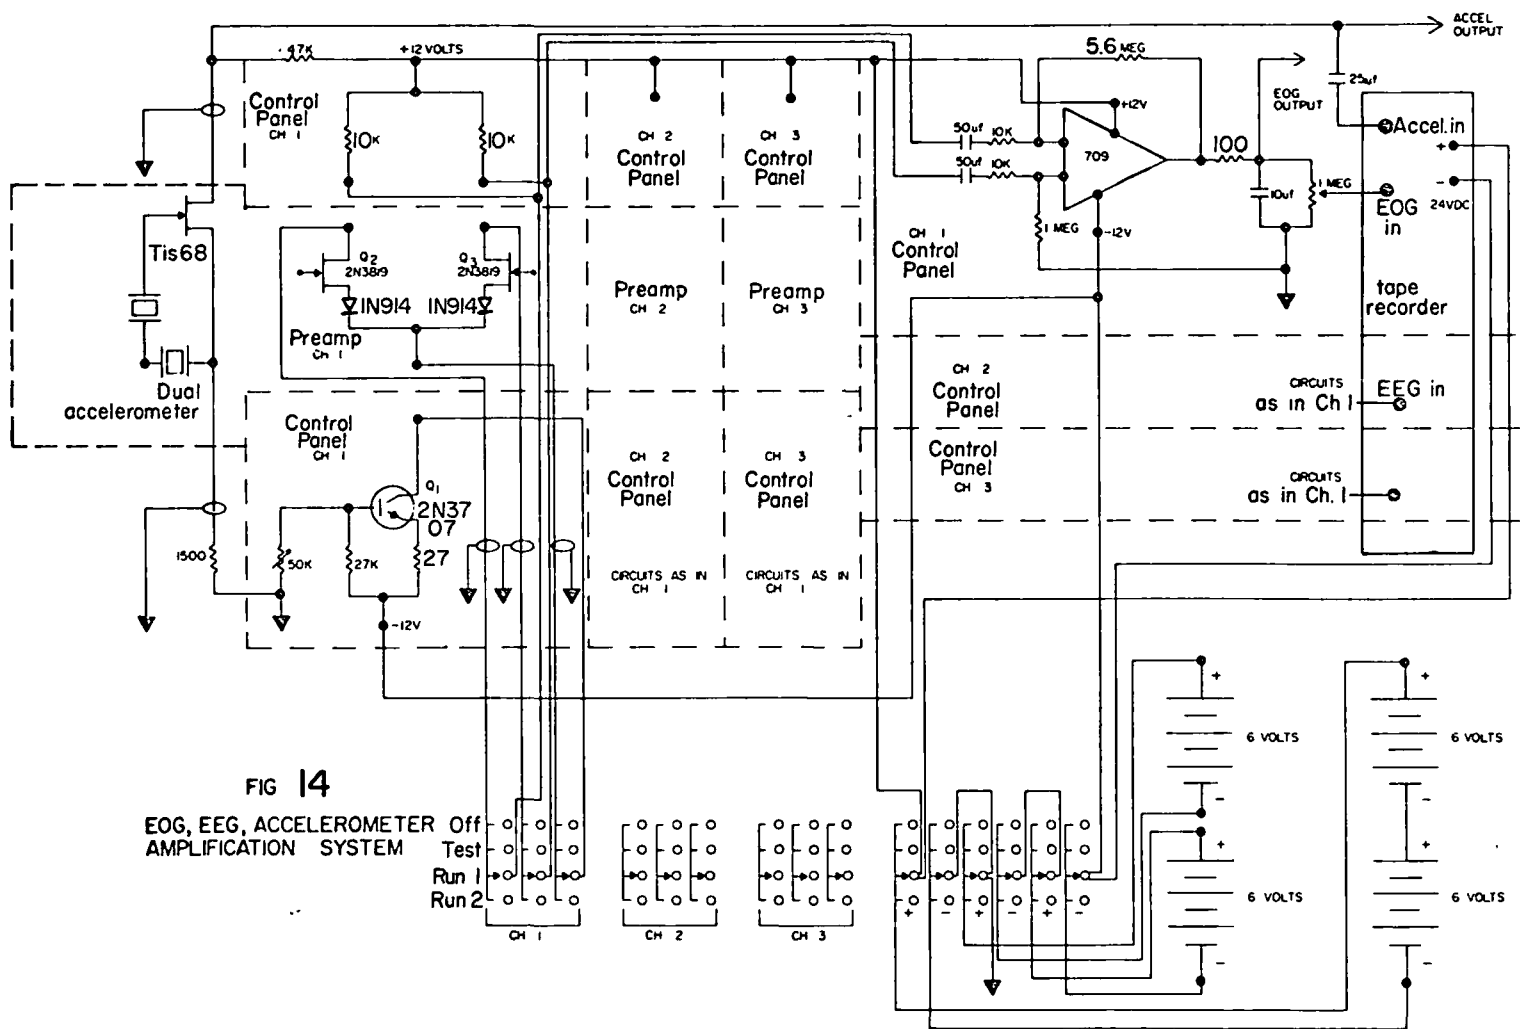 ACCEL
OUTPUT
47K
+12 VOLTS
5.6 MEG
25uf
EOG
OUTPUT
Control
Panel
CH 1
10K
10K
CH 2
Control
Panel
CH 3
Control
Panel
50uf
10K
50uf
10K
709
+12V
-12V
1 MEG
100
10uf
1 MEG
Accel.in
+
-
24VDC
EOG
in
tape
recorder
Tis68
Q2
2N3819
Q3
2N3819
IN914
IN914
Preamp
CH 1
Preamp
CH 2
Preamp
CH 3
CH 1
Control
Panel
Dual
accelerometer
CH 2
Control
Panel
CIRCUITS
as in Ch 1
EEG in
Control
Panel
CH 3
CIRCUITS
as in Ch. 1
Control
Panel
CH 1
Q1
2N37
07
27
1500
50K
27K
-12V
CH 2
Control
Panel
CIRCUITS AS IN
CH 1
CH 3
Control
Panel
CIRCUITS AS IN
CH 1
+
6 VOLTS
-
+
6 VOLTS
-
+
6 VOLTS
+
6 VOLTS
-
FIG 14
EOG, EEG, ACCELEROMETER
AMPLIFICATION SYSTEM
Off
Test
Run 1
Run 2
CH 1
CH 2
CH 3
+ - + - + -